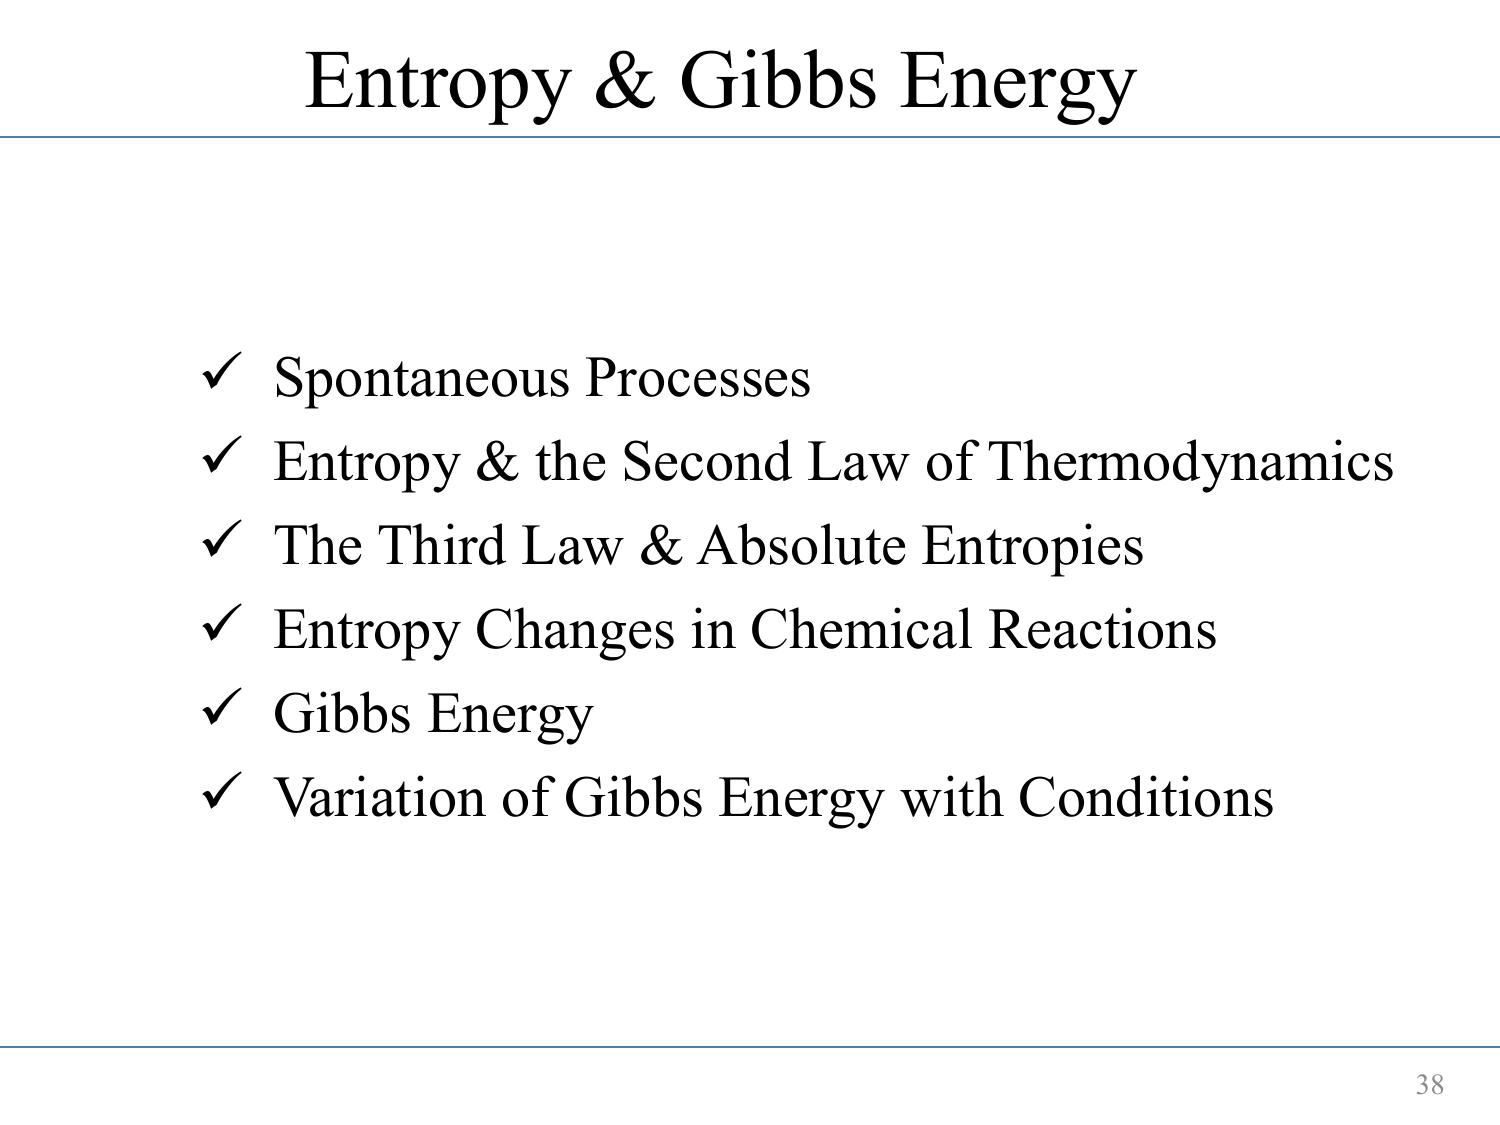 Entropy & Gibbs Energy
✓ Spontaneous Processes
✓ Entropy & the Second Law of Thermodynamics
✓ The Third Law & Absolute Entropies
✓ Entropy Changes in Chemical Reactions
✓ Gibbs Energy
✓ Variation of Gibbs Energy with Conditions
38